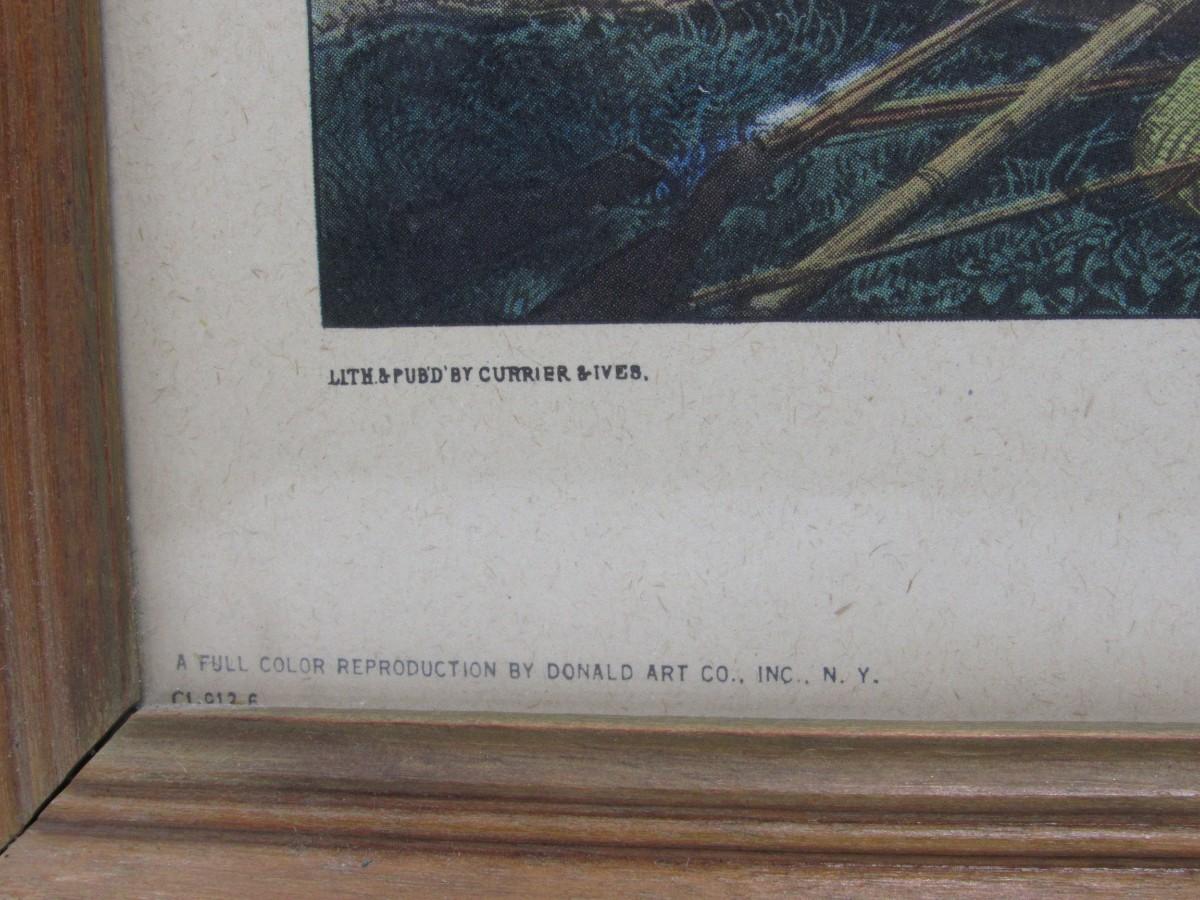 LITH.& PUB'D' BY CURRIER & IVES.
A FULL COLOR REPRODUCTION BY DONALD ART CO., INC., N. Y.